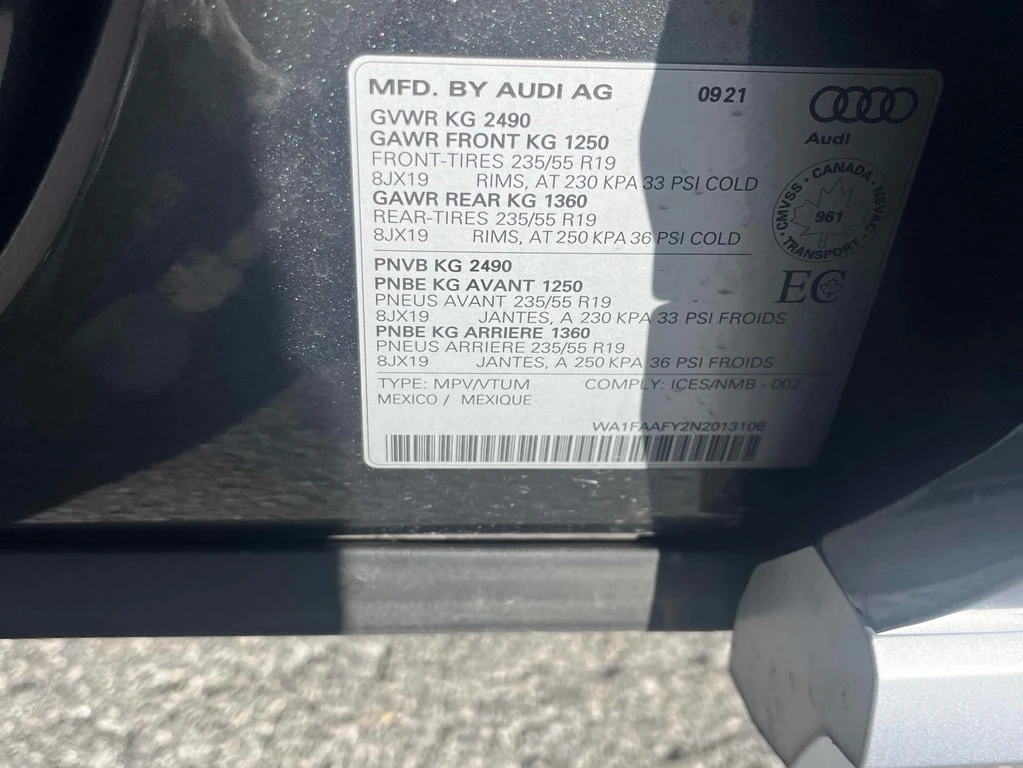 MFD. BY AUDI AG 09 21
Audi
GVWR KG 2490
GAWR FRONT KG 1250
FRONT-TIRES 235/55 R19
8JX19 RIMS, AT 230 KPA 33 PSI COLD
GAWR REAR KG 1360
REAR-TIRES 235/55 R19
8JX19 RIMS, AT 250 KPA 36 PSI COLD
CMVSS · CANADA · NSVAC · TRANSPORT ·
961
EC
PNVB KG 2490
PNBE KG AVANT 1250
PNEUS AVANT 235/55 R19
8JX19 JANTES, A 230 KPA 33 PSI FROIDS
PNBE KG ARRIERE 1360
PNEUS ARRIERE 235/55 R19
8JX19 JANTES, A 250 KPA 36 PSI FROIDS
TYPE: MPV/VTUM COMPLY: ICES/NMB - 002
MEXICO / MEXIQUE
WA1FAAFY2N2013106